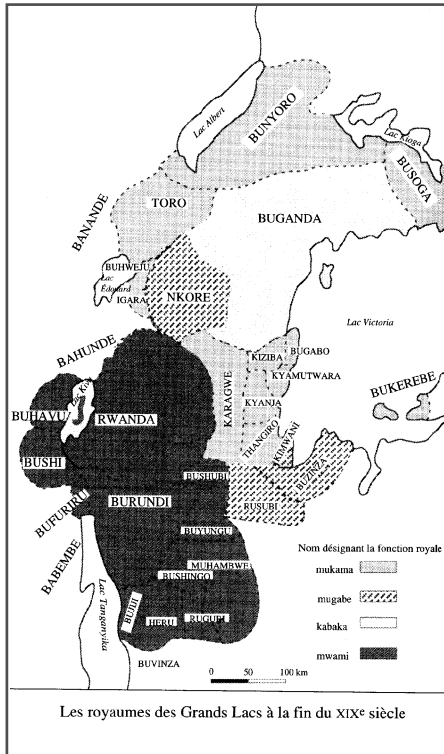 Lac Albert
BUNYORO
Lac Kioga
BUSOGA
TORO
BANANDE
BUGANDA
BUHWEJU
Lac
Édouard
IGARA
NKORE
Lac Victoria
BAHUNDE
KIZIBA
BUGABO
KYAMUTWARA
KARAGWE
KYANJA
BUKEREBE
BUHAVU
RWANDA
IHANGIRO
KIMWANI
BUSHI
BUZINZA
BUSHUBI
RUSUBI
BUFURIRU
BURUNDI
BUYUNGU
BABEMBE
MUHAMBWE
BUSHINGO
Lac Tanganyika
BUJIJI
HERU
RUGUFU
BUVINZA
Nom désignant la fonction royale
mukama
mugabe
kabaka
mwami
0 50 100 km
Les royaumes des Grands Lacs à la fin du XIXe siècle